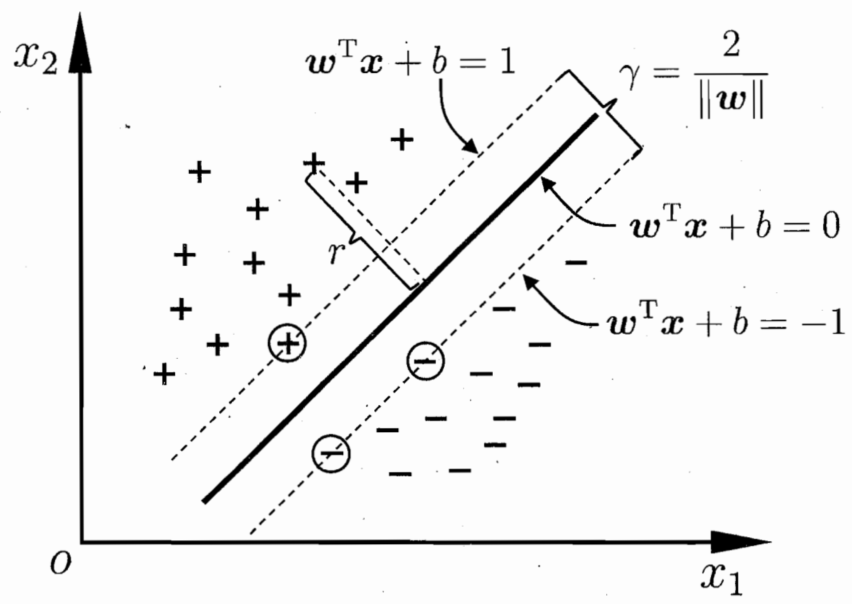 x₂
wᵀx + b = 1
γ = 2/‖w‖
r
wᵀx + b = 0
wᵀx + b = −1
O
x₁